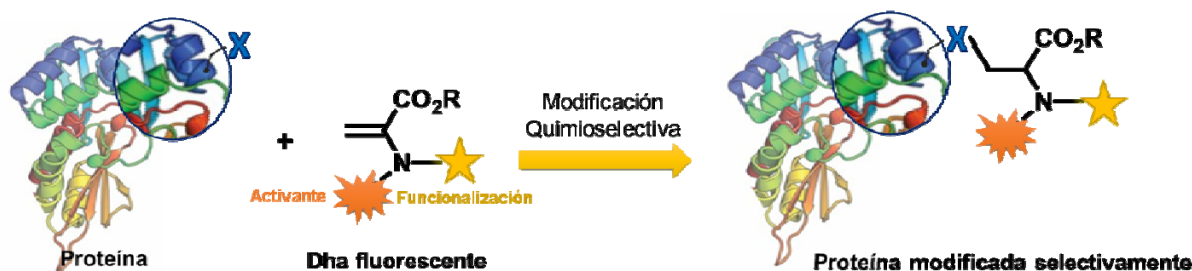 X
Proteína
+
CO₂R
N
Activante
Funcionalización
Dha fluorescente
Modificación
Quimioselectiva
X
CO₂R
N
Proteína modificada selectivamente